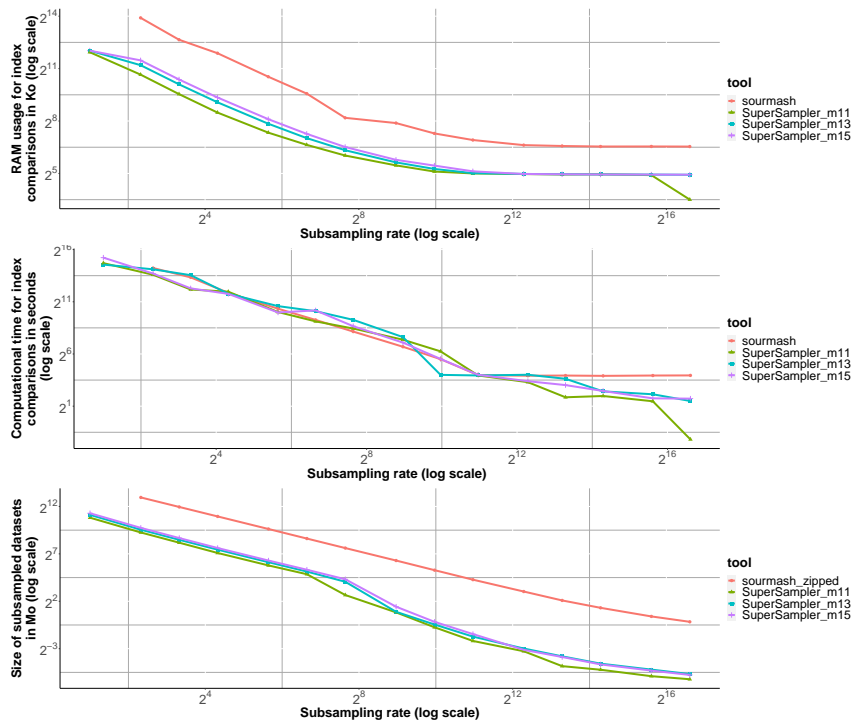 RAM usage for index
comparisons in Ko (log scale)
2^14
2^11
2^8
2^5
2^4
2^8
2^12
2^16
Subsampling rate (log scale)
tool
sourmash
SuperSampler_m11
SuperSampler_m13
SuperSampler_m15
Computational time for index
comparisons in seconds
(log scale)
2^16
2^11
2^6
2^1
2^4
2^8
2^12
2^16
Subsampling rate (log scale)
tool
sourmash
SuperSampler_m11
SuperSampler_m13
SuperSampler_m15
Size of subsampled datasets
in Mo (log scale)
2^12
2^7
2^2
2^-3
2^4
2^8
2^12
2^16
Subsampling rate (log scale)
tool
sourmash_zipped
SuperSampler_m11
SuperSampler_m13
SuperSampler_m15